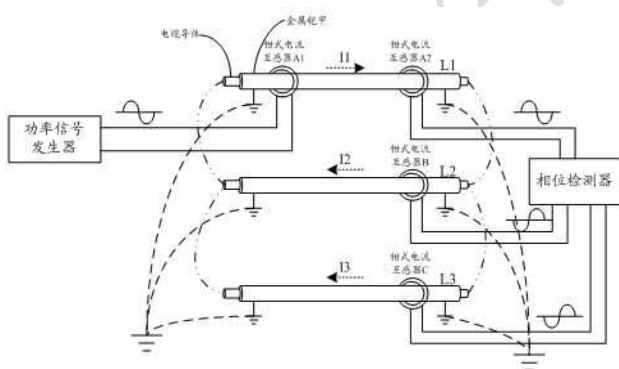 金属铠甲
电缆导体
钳式电流
互感器A1
I1
钳式电流
互感器A2
L1
功率信号
发生器
钳式电流
互感器B
I2
L2
相位检测器
钳式电流
互感器C
I3
L3